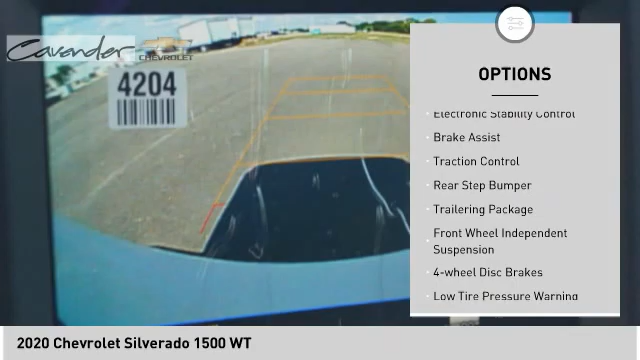 Cavender
CHEVROLET
4204
OPTIONS
Electronic Stability Control
Brake Assist
Traction Control
Rear Step Bumper
Trailering Package
Front Wheel Independent
Suspension
4-wheel Disc Brakes
Low Tire Pressure Warning
2020 Chevrolet Silverado 1500 WT